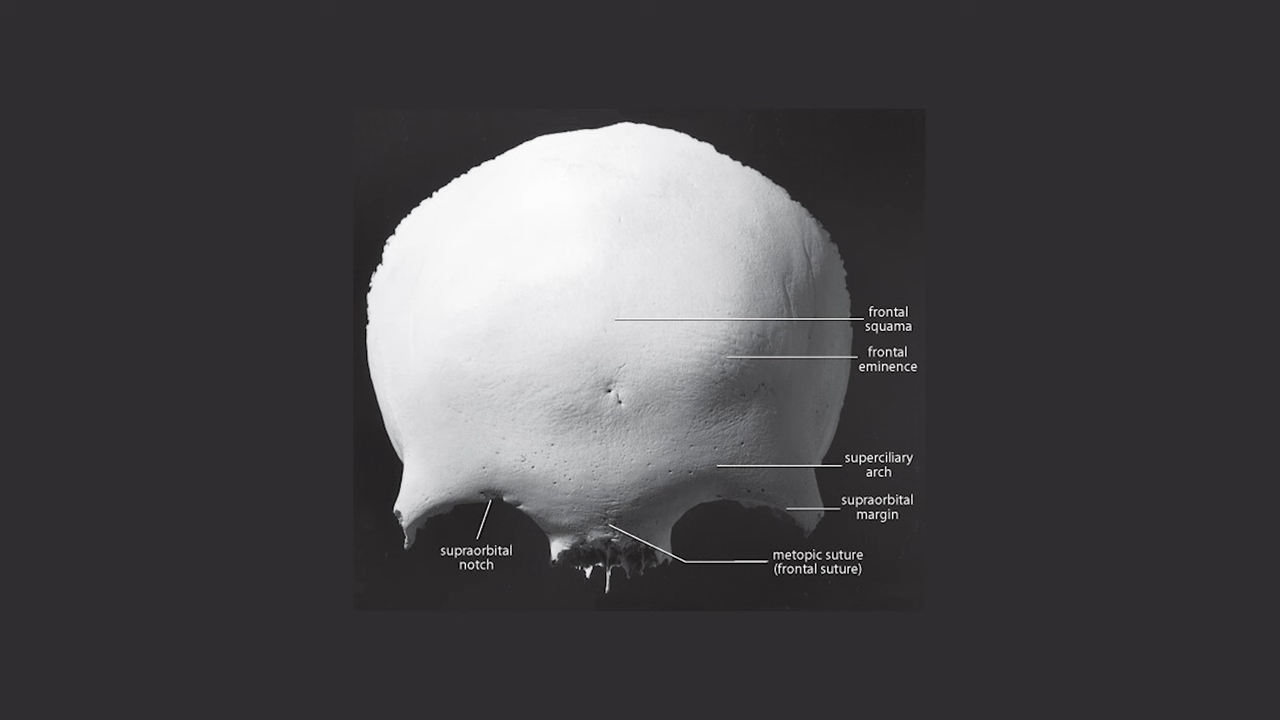 frontal
squama
frontal
eminence
superciliary
arch
supraorbital
margin
supraorbital
notch
metopic suture
(frontal suture)